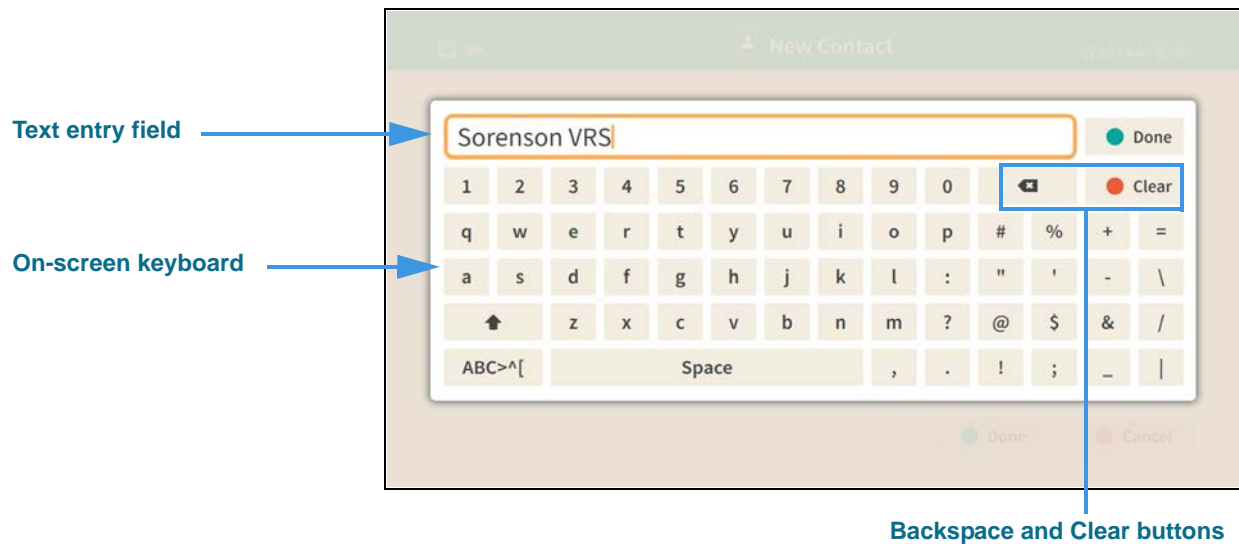 New Contact
Text entry field
Sorenson VRS
Done
1 2 3 4 5 6 7 8 9 0
Clear
q w e r t y u i o p # % + =
On-screen keyboard
a s d f g h j k l : " ' - \
z x c v b n m ? @ $ & /
ABC>^[ Space , . ! ; _ |
Done Cancel
Backspace and Clear buttons